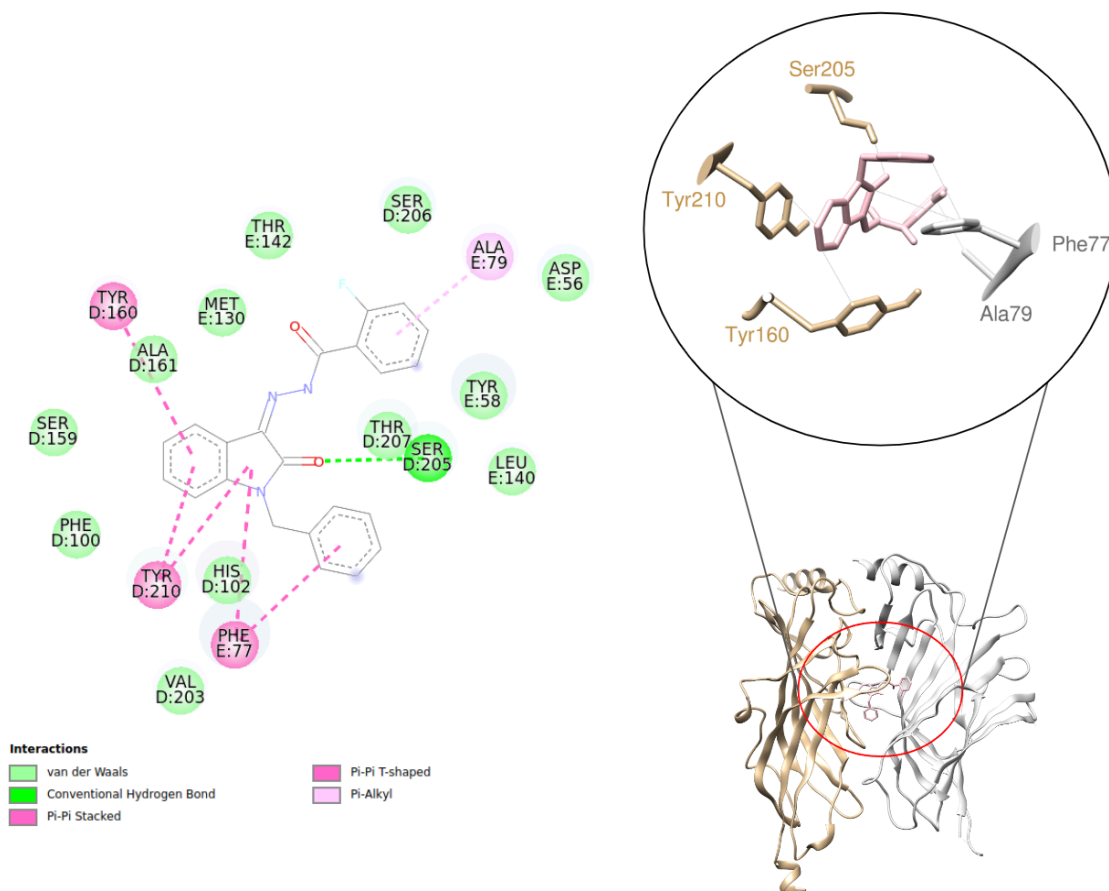 SER
D:206
THR
E:142
ALA
E:79
ASP
E:56
TYR
D:160
MET
E:130
F
O
ALA
D:161
N
N
TYR
E:58
SER
D:159
THR
D:207
SER
D:205
O
LEU
E:140
N
PHE
D:100
TYR
D:210
HIS
D:102
PHE
E:77
VAL
D:203
Interactions
van der Waals
Conventional Hydrogen Bond
Pi-Pi Stacked
Pi-Pi T-shaped
Pi-Alkyl
Ser205
Tyr210
Phe77
Ala79
Tyr160